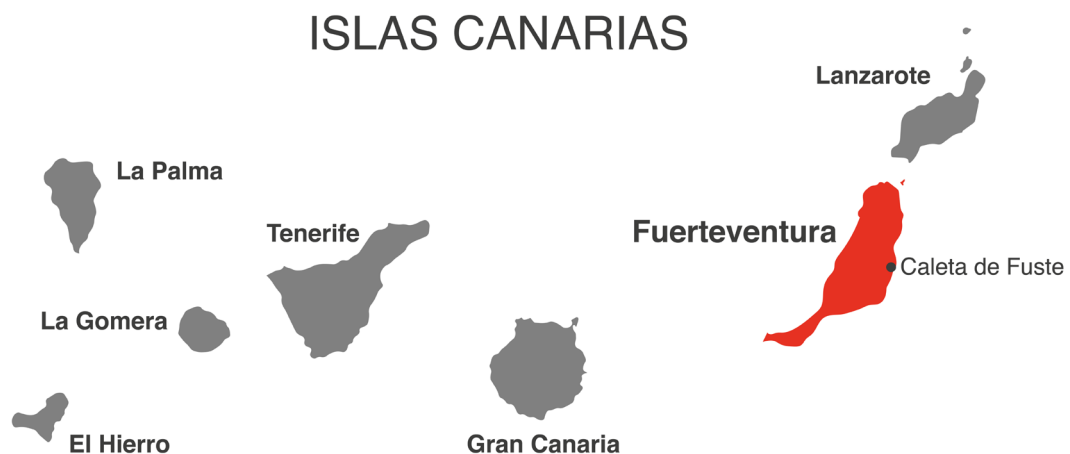 ISLAS CANARIAS
Lanzarote
La Palma
Tenerife
Fuerteventura
Caleta de Fuste
La Gomera
El Hierro
Gran Canaria